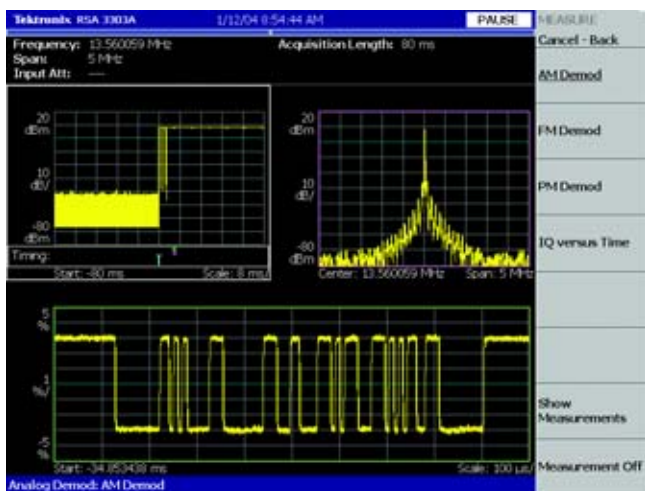 Tektronix RSA 3303A 1/12/04 8:54:44 AM PAUSE MEASURE
Frequency: 13.560059 MHz Acquisition Length: 80 ms Cancel - Back
Span: 5 MHz
Input Att: ---
AM Demod
20
dBm
20
dBm
FM Demod
10
dB/
10
dB/
PM Demod
-80
dBm
-80
dBm
IQ versus Time
Timing:
Start: -80 ms Scale: 8 ms/ Center: 13.560059 MHz Span: 5 MHz
5
%
1
%/
Show
Measurements
-5
%
Start: -34.853438 ms Scale: 100 µs/ Measurement Off
Analog Demod: AM Demod